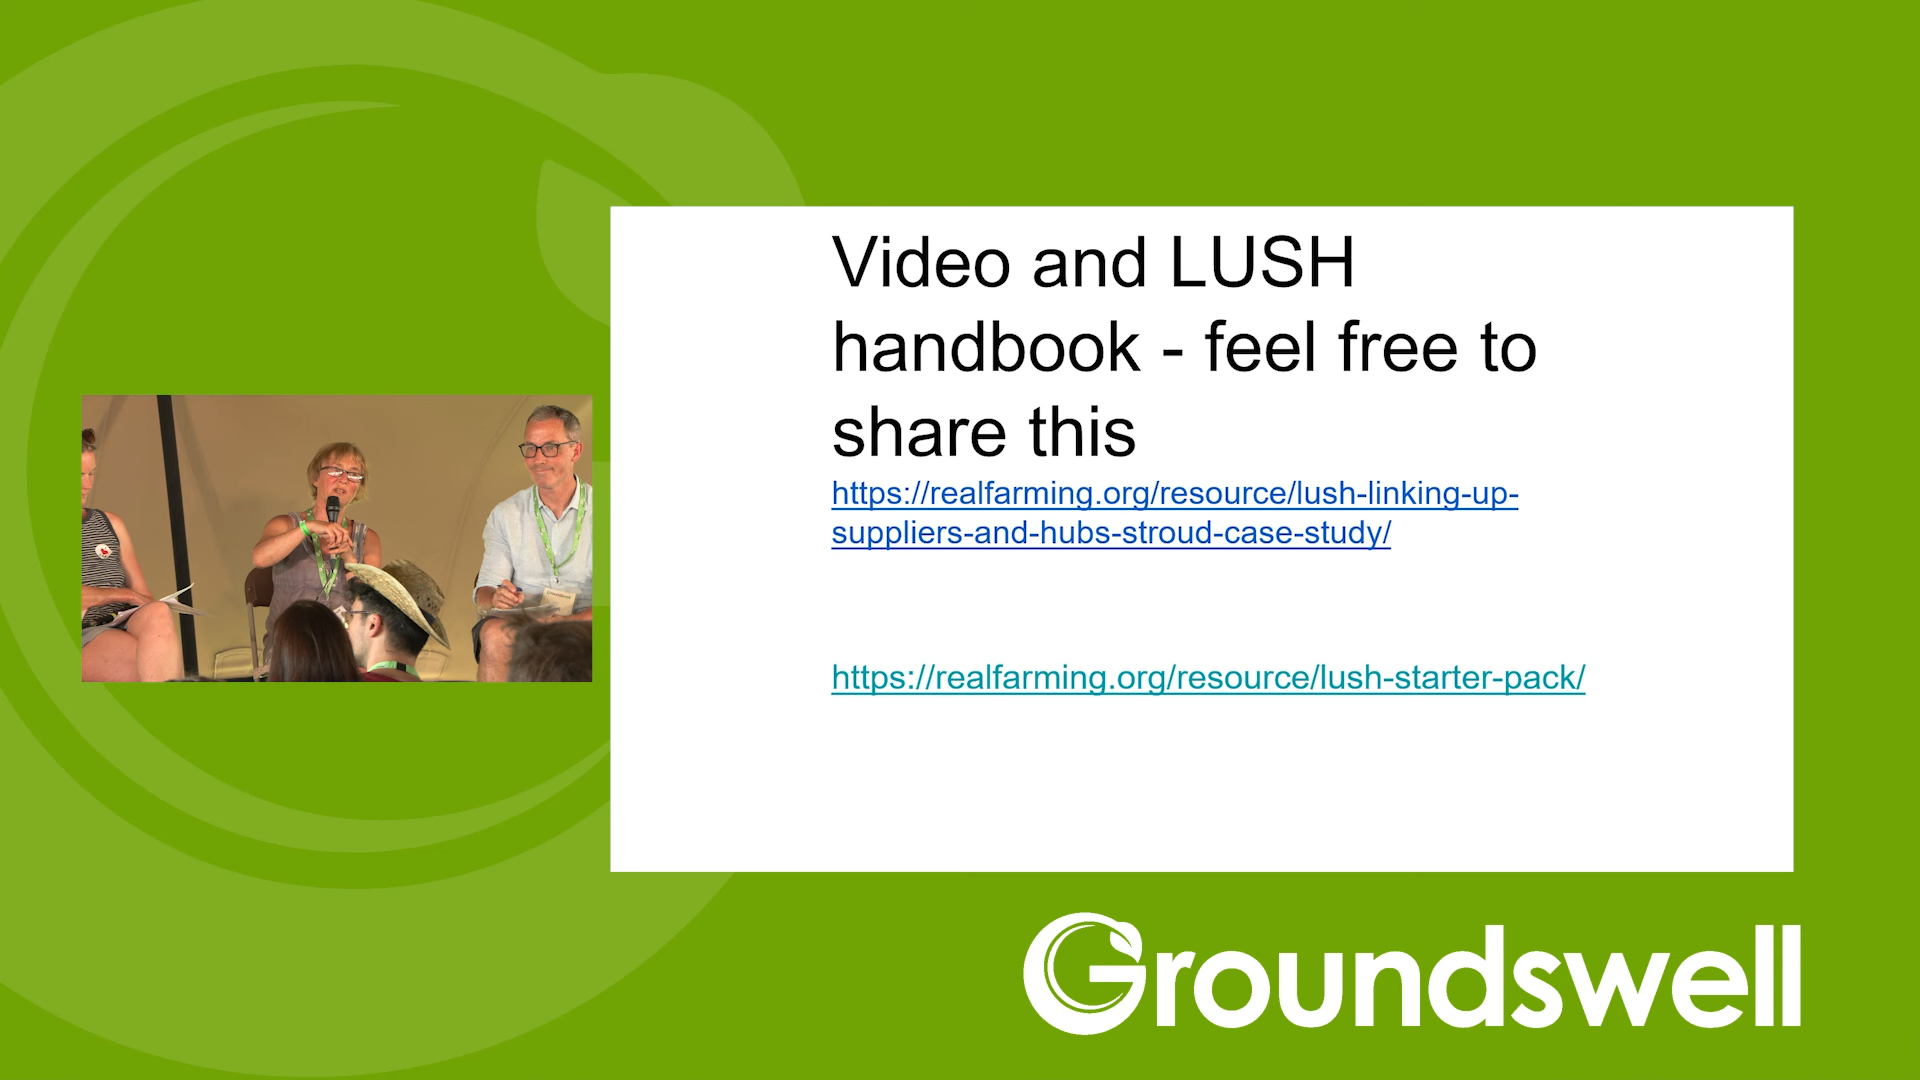 Video and LUSH
handbook - feel free to
share this
https://realfarming.org/resource/lush-linking-up-
suppliers-and-hubs-stroud-case-study/
https://realfarming.org/resource/lush-starter-pack/
Groundswell